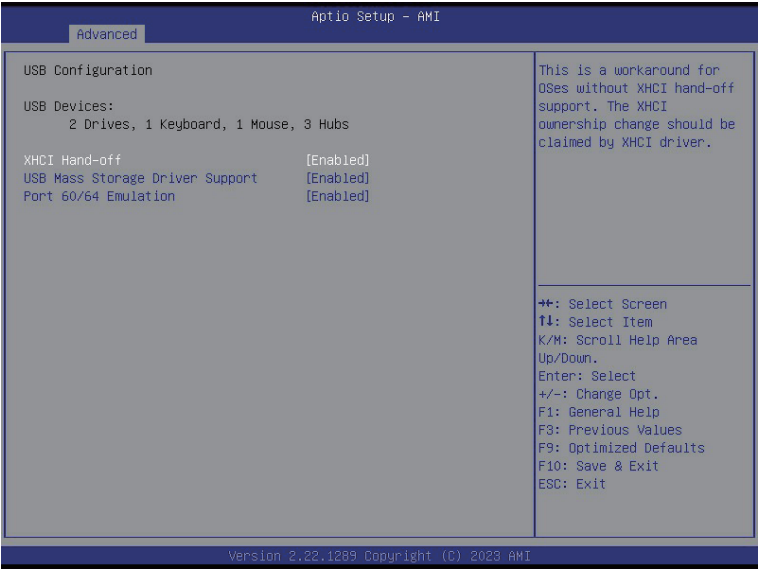 Aptio Setup – AMI
Advanced
USB Configuration
USB Devices:
2 Drives, 1 Keyboard, 1 Mouse, 3 Hubs
XHCI Hand-off [Enabled]
USB Mass Storage Driver Support [Enabled]
Port 60/64 Emulation [Enabled]
This is a workaround for
OSes without XHCI hand-off
support. The XHCI
ownership change should be
claimed by XHCI driver.
→←: Select Screen
↑↓: Select Item
K/M: Scroll Help Area
Up/Down.
Enter: Select
+/-: Change Opt.
F1: General Help
F3: Previous Values
F9: Optimized Defaults
F10: Save & Exit
ESC: Exit
Version 2.22.1289 Copyright (C) 2023 AMI